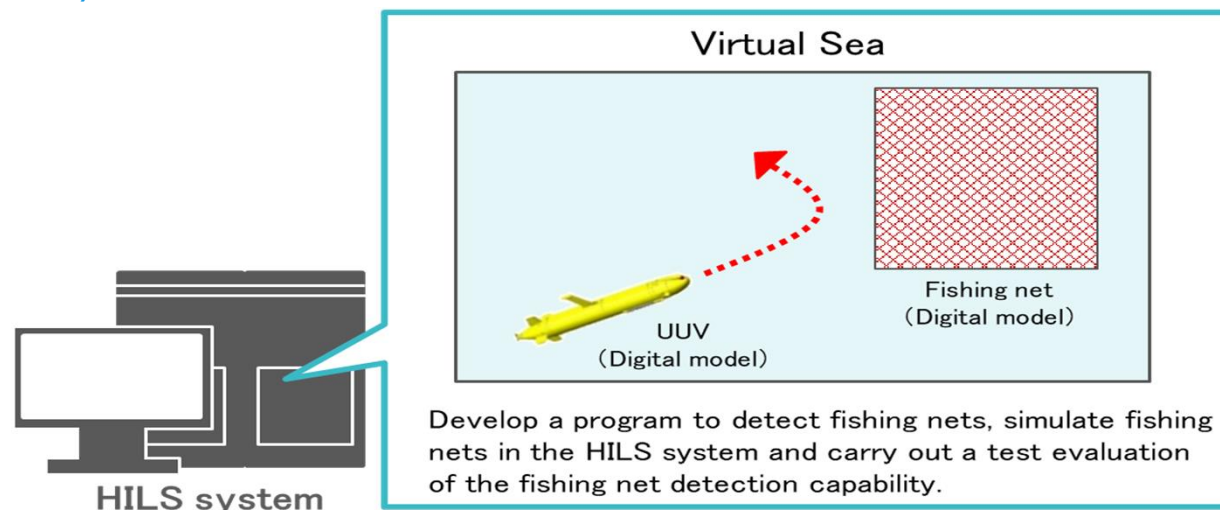 Virtual Sea
Fishing net
(Digital model)
UUV
(Digital model)
Develop a program to detect fishing nets, simulate fishing
nets in the HILS system and carry out a test evaluation
of the fishing net detection capability.
HILS system